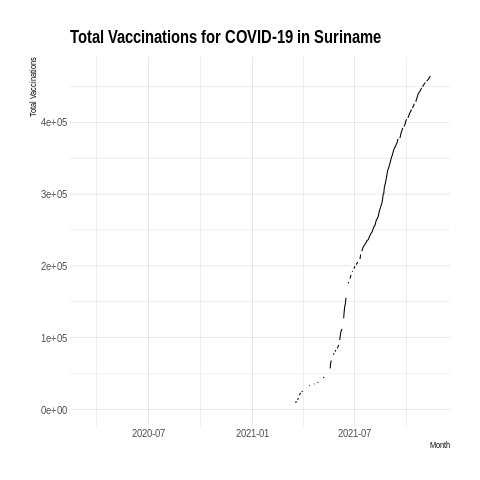 Total Vaccinations for COVID-19 in Suriname
Total Vaccinations
4e+05
3e+05
2e+05
1e+05
0e+00
2020-07 2021-01 2021-07
Month